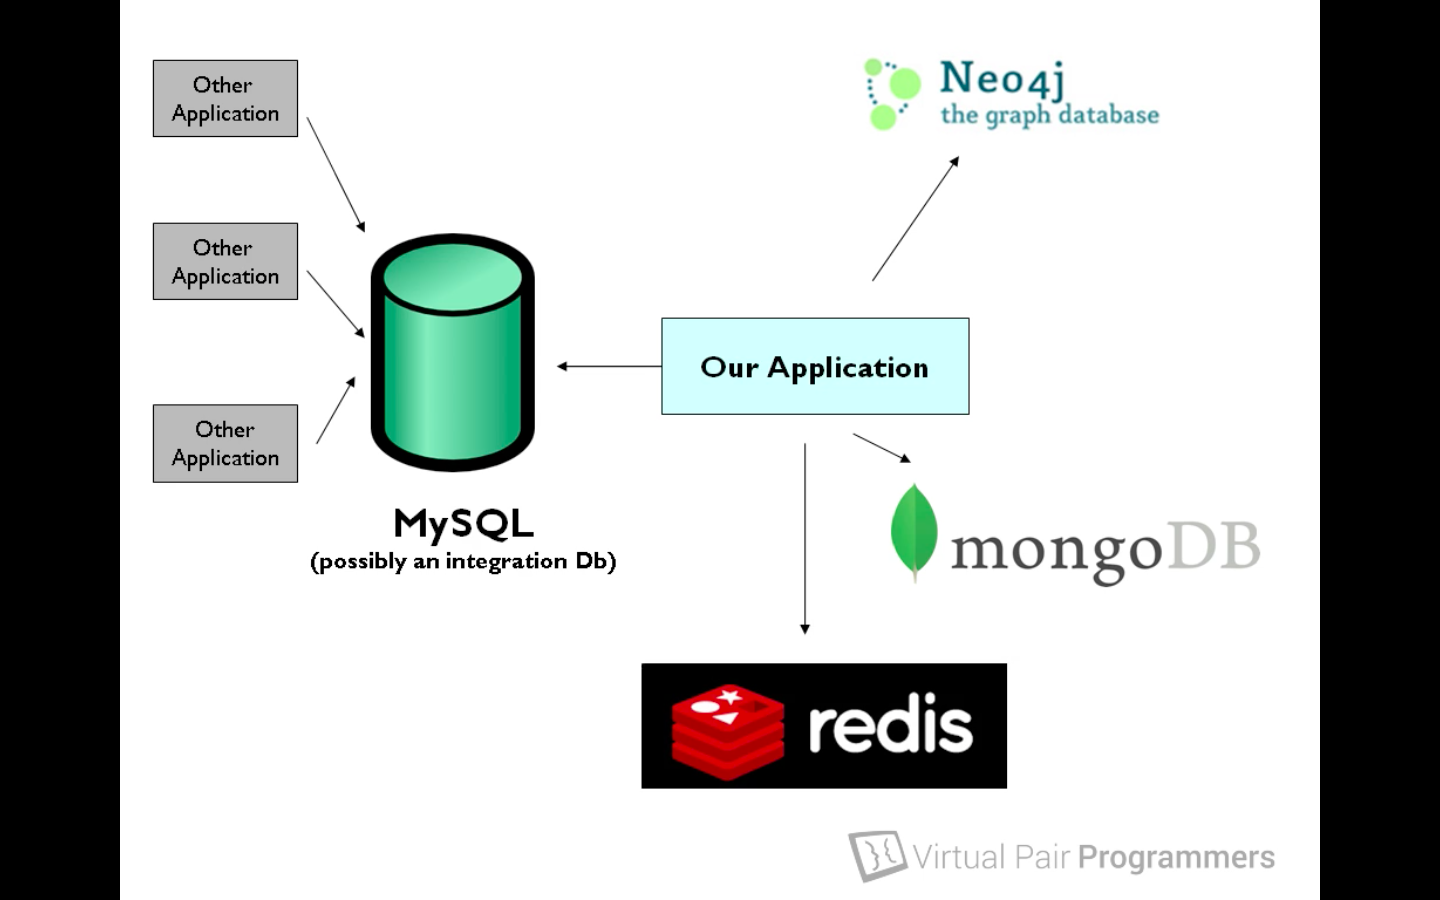 Other
Application
Neo4j
the graph database
Other
Application
Our Application
Other
Application
MySQL
(possibly an integration Db)
mongoDB
redis
Virtual Pair Programmers